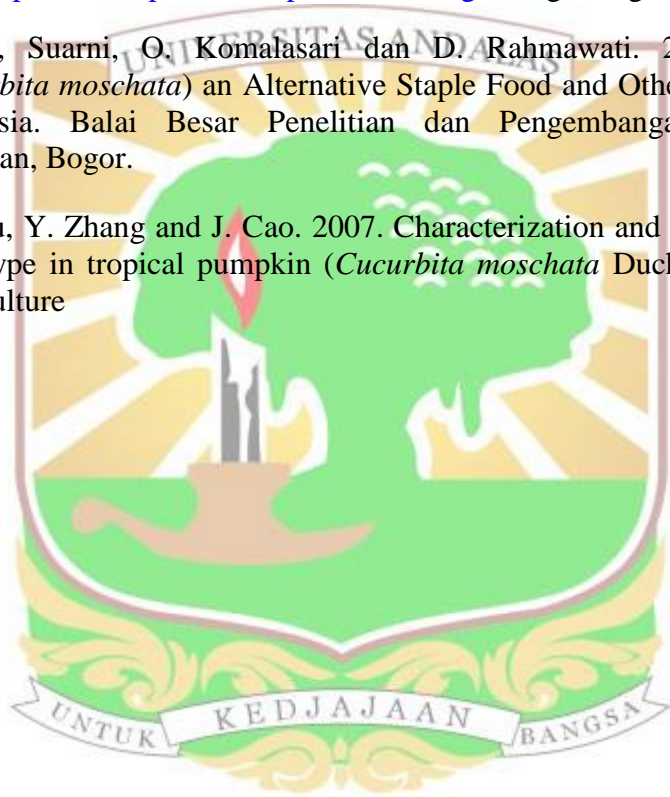 UNIVERSITAS ANDALAS
, Suarni, O. Komalasari dan D. Rahmawati. 2
bita moschata) an Alternative Staple Food and Othe
sia. Balai Besar Penelitian dan Pengembanga
an, Bogor.
u, Y. Zhang and J. Cao. 2007. Characterization and
ype in tropical pumpkin (Cucurbita moschata Duch
ulture
UNTUK KEDJAJAAN BANGSA